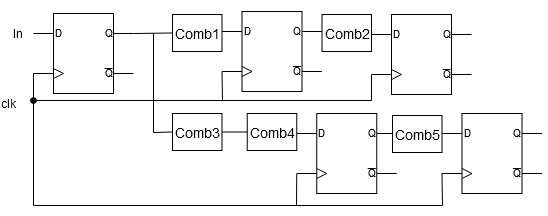 In D Q Comb1 D Q Comb2 D Q
Q Q Q
clk
Comb3 Comb4 D Q Comb5 D Q
Q Q